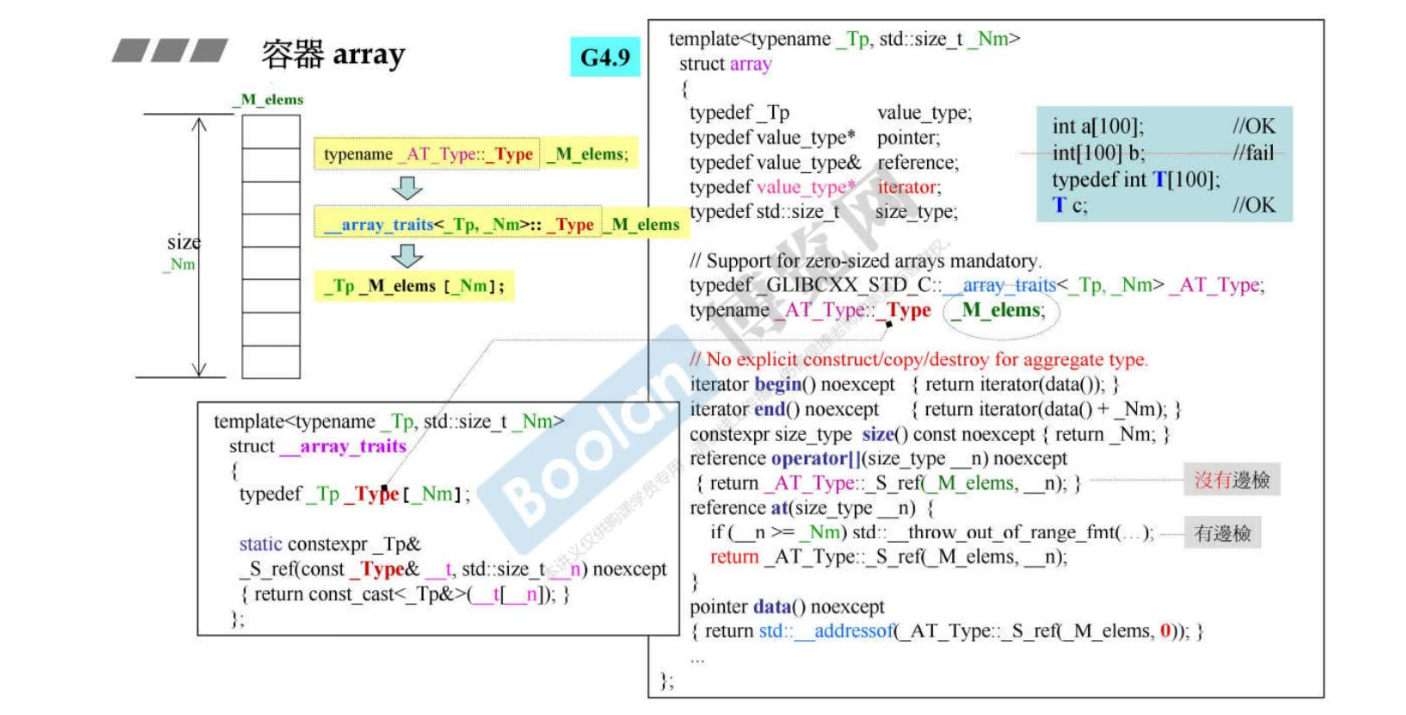 容器 array
G4.9
_M_elems
size
_Nm
typename _AT_Type::_Type _M_elems;
__array_traits<_Tp, _Nm>:: _Type _M_elems
_Tp _M_elems [_Nm];
template<typename _Tp, std::size_t _Nm>
struct __array_traits
{
typedef _Tp _Type[_Nm];
static constexpr _Tp&
_S_ref(const _Type& __t, std::size_t __n) noexcept
{ return const_cast<_Tp&>(__t[__n]); }
};
template<typename _Tp, std::size_t _Nm>
struct array
{
typedef _Tp value_type;
typedef value_type* pointer;
typedef value_type& reference;
typedef value_type* iterator;
typedef std::size_t size_type;
// Support for zero-sized arrays mandatory.
typedef _GLIBCXX_STD_C::__array_traits<_Tp, _Nm> _AT_Type;
typename _AT_Type::_Type _M_elems;
// No explicit construct/copy/destroy for aggregate type.
iterator begin() noexcept { return iterator(data()); }
iterator end() noexcept { return iterator(data() + _Nm); }
constexpr size_type size() const noexcept { return _Nm; }
reference operator[](size_type __n) noexcept
{ return _AT_Type::_S_ref(_M_elems, __n); }
沒有邊檢
reference at(size_type __n) {
if (__n >= _Nm) std::__throw_out_of_range_fmt(…);
有邊檢
return _AT_Type::_S_ref(_M_elems, __n);
}
pointer data() noexcept
{ return std::__addressof(_AT_Type::_S_ref(_M_elems, 0)); }
...
};
int a[100]; //OK
int[100] b; //fail
typedef int T[100];
T c; //OK
Boolan 博览网